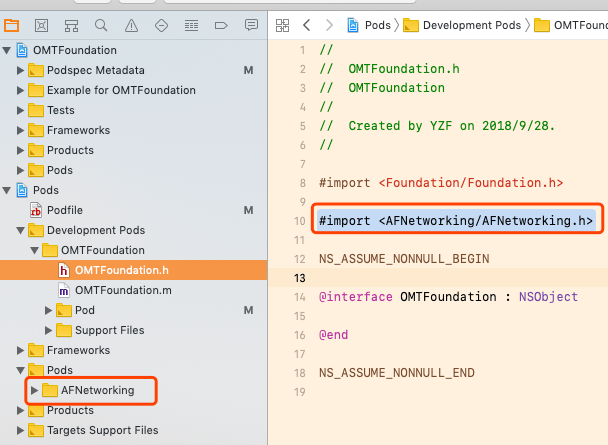 Pods
Development Pods
OMTFoun
OMTFoundation
Podspec Metadata M
Example for OMTFoundation
Tests
Frameworks
Products
Pods
Pods
Podfile M
Development Pods
OMTFoundation
OMTFoundation.h
OMTFoundation.m
Pod M
Support Files
Frameworks
Pods
AFNetworking
Products
Targets Support Files
1 //
2 // OMTFoundation.h
3 // OMTFoundation
4 //
5 // Created by YZF on 2018/9/28.
6 //
7
8 #import <Foundation/Foundation.h>
9
10 #import <AFNetworking/AFNetworking.h>
11
12 NS_ASSUME_NONNULL_BEGIN
13
14 @interface OMTFoundation : NSObject
15
16 @end
17
18 NS_ASSUME_NONNULL_END
19